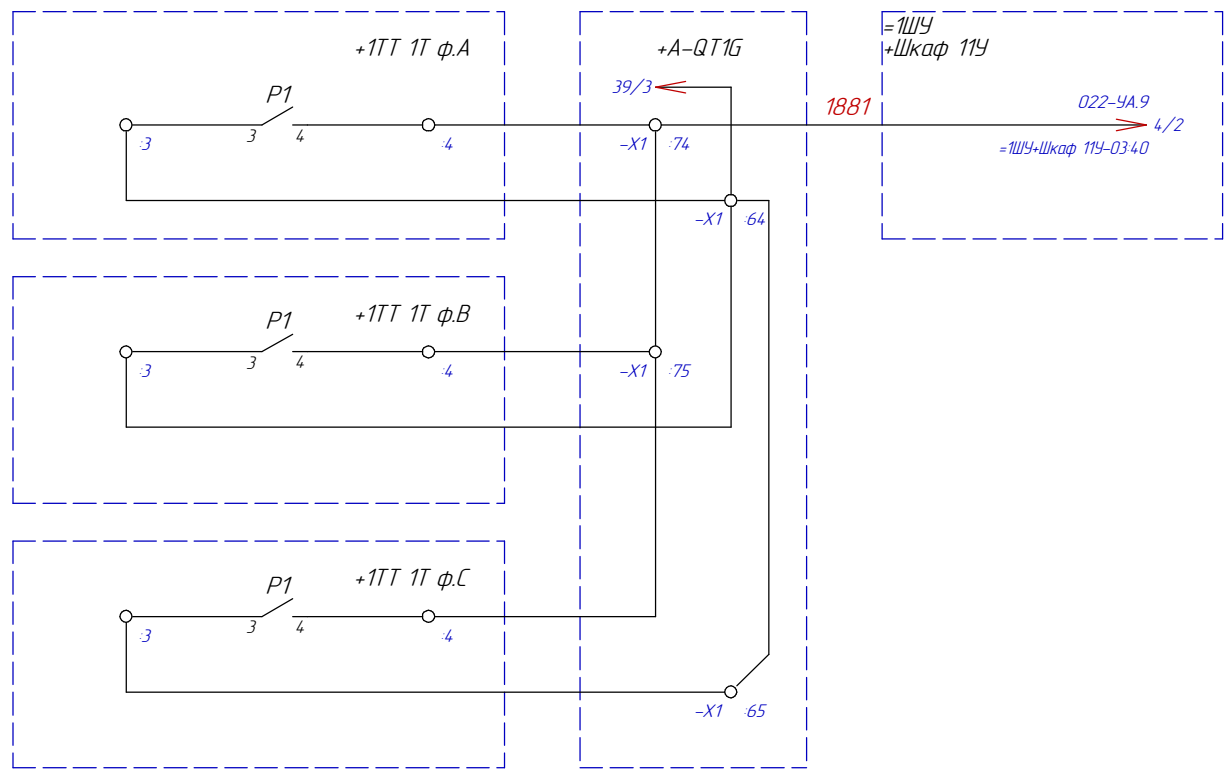 +1ТТ 1Т ф.А
+А-QT1G
=1ШУ
+Шкаф 11У
39/3
P1
1881
022-УА.9
:3
3
4
:4
-X1 :74
4/2
=1ШУ+Шкаф 11У-03:40
-X1 :64
+1ТТ 1Т ф.В
P1
:3
3
4
:4
-X1 :75
+1ТТ 1Т ф.С
P1
:3
3
4
:4
-X1 :65